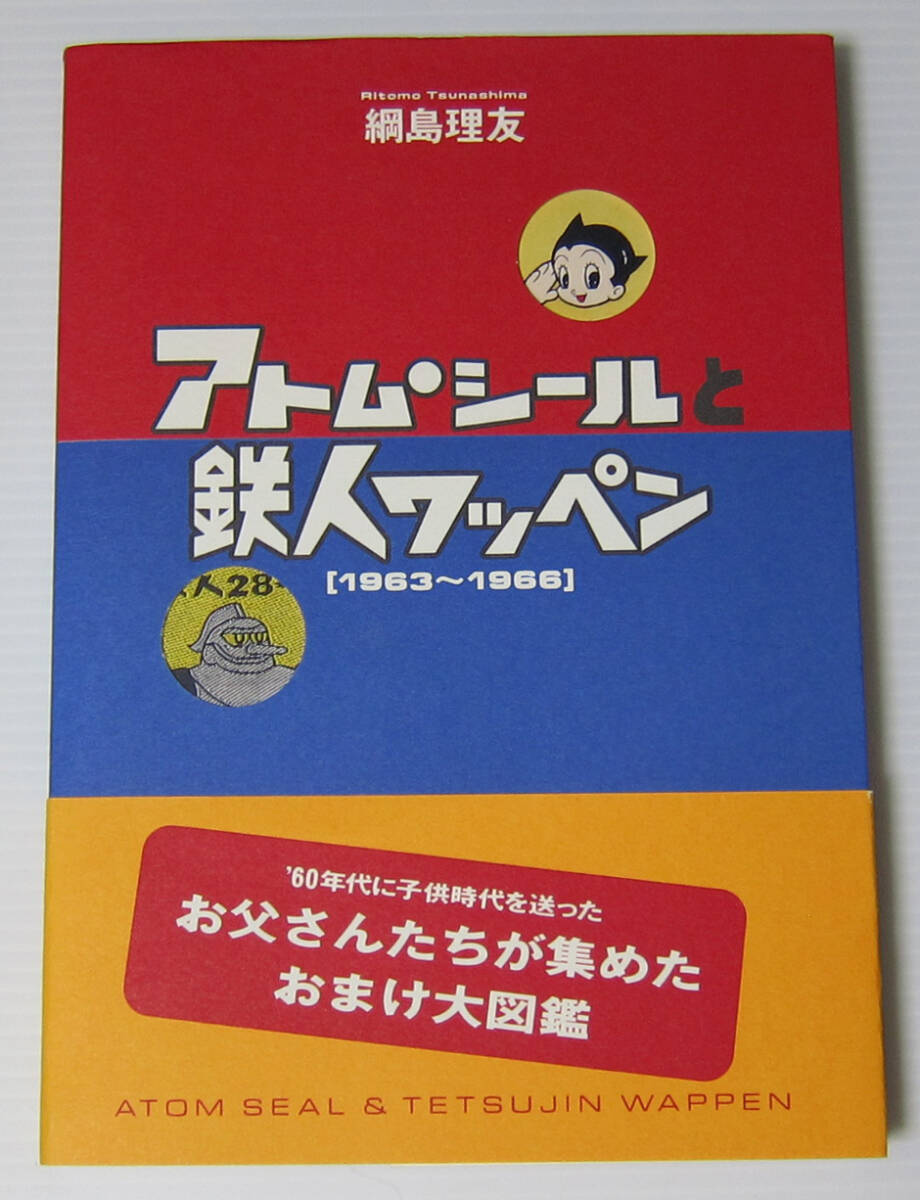 Ritomo Tsunashima
綱島理友
アトム・シールと
鉄人ワッペン
[1963〜1966]
人28
'60年代に子供時代を送った
お父さんたちが集めた
おまけ大図鑑
ATOM SEAL & TETSUJIN WAPPEN